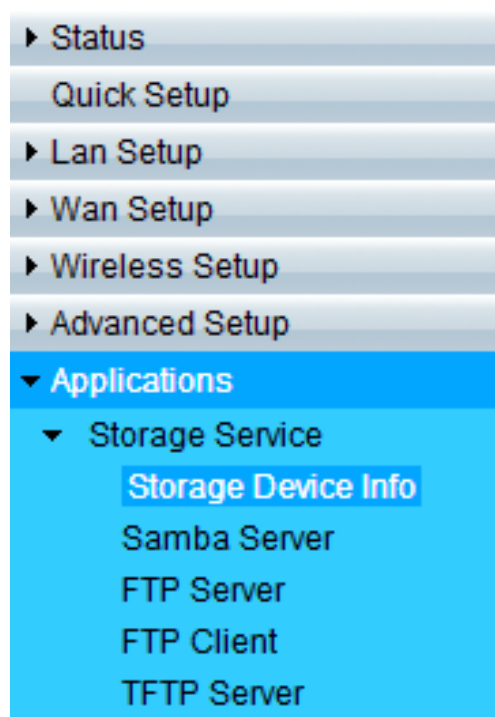 Status
Quick Setup
Lan Setup
Wan Setup
Wireless Setup
Advanced Setup
Applications
Storage Service
Storage Device Info
Samba Server
FTP Server
FTP Client
TFTP Server